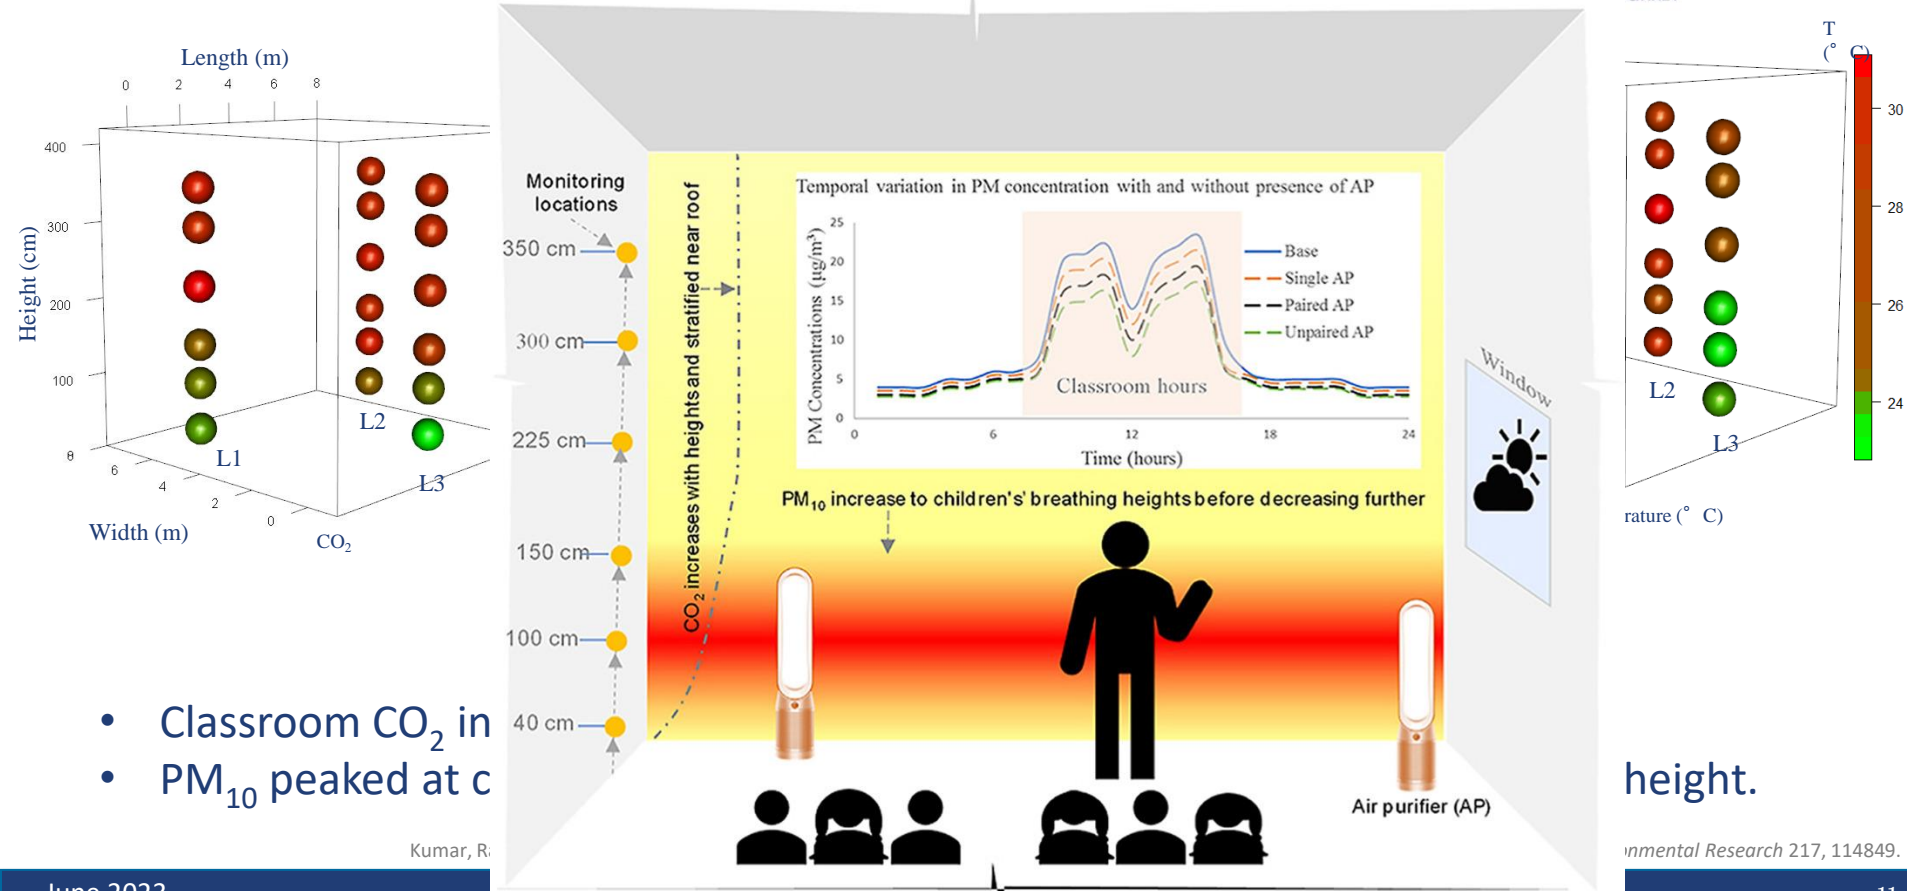 Length (m)
0 2 4 6 8
400
300
200
100
0
Height (cm)
6
4
2
0
Width (m)
CO2
L1
L2
L3
Monitoring
locations
350 cm
300 cm
225 cm
150 cm
100 cm
40 cm
CO2 increases with heights and stratified near roof
Temporal variation in PM concentration with and without presence of AP
PM Concentrations (µg/m³)
25
20
15
10
5
0
0 6 12 18 24
Time (hours)
Classroom hours
Base
Single AP
Paired AP
Unpaired AP
PM10 increase to children's' breathing heights before decreasing further
Window
Air purifier (AP)
T
(° C)
30
28
26
24
L2
L3
rature (° C)
• Classroom CO2 in
• PM10 peaked at c
height.
Kumar, Ra
nmental Research 217, 114849.
June 2023
11